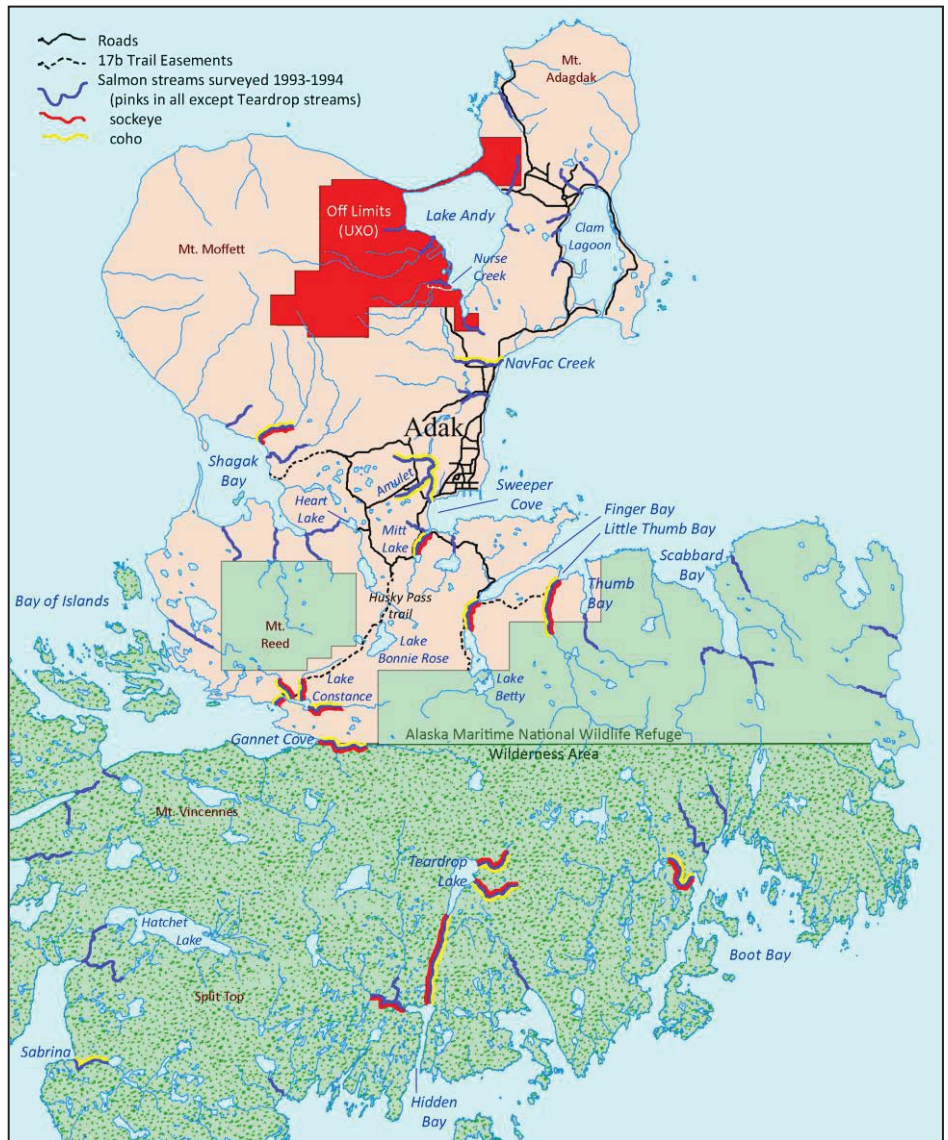 Roads
17b Trail Easements
Salmon streams surveyed 1993-1994
(pinks in all except Teardrop streams)
sockeye
coho
Mt.
Adagdak
Off Limits
(UXO)
Lake Andy
Clam
Lagoon
Mt. Moffett
Nurse
Creek
NavFac Creek
Adak
Shagak
Bay
Amulet
Sweeper
Cove
Heart
Lake
Mitt
Lake
Finger Bay
Little Thumb Bay
Scabbard
Bay
Thumb
Bay
Bay of Islands
Husky Pass
trail
Mt.
Reed
Lake
Bonnie Rose
Lake
Constance
Lake
Betty
Gannet Cove
Alaska Maritime National Wildlife Refuge
Wilderness Area
Mt. Vincennes
Teardrop
Lake
Hatchet
Lake
Boot Bay
Split Top
Sabrina
Hidden
Bay